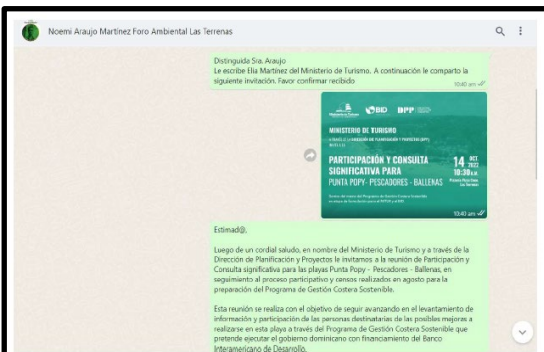 Noemi Araujo Martinez Foro Ambiental Las Terrenas
Distinguida Sra. Araujo
Le escribe Elia Martínez del Ministerio de Turismo. A continuación le comparto la
siguiente invitación. Favor confirmar recibido
10:40 am
BID DPP
MINISTERIO DE TURISMO
PARTICIPACIÓN Y CONSULTA
SIGNIFICATIVA PARA
PUNTA POPY- PESCADORES - BALLENAS
14 OCT
2022
10:30 A.M.
10:40 am
Estimad@,
Luego de un cordial saludo, en nombre del Ministerio de Turismo y a través de la
Dirección de Planificación y Proyectos le invitamos a la reunión de Participación y
Consulta significativa para las playas Punta Popy - Pescadores - Ballenas, en
seguimiento al proceso participativo y censos realizados en agosto para la
preparación del Programa de Gestión Costera Sostenible.
Esta reunión se realiza con el objetivo de seguir avanzando en el levantamiento de
información y participación de las personas destinatarias de las posibles mejoras a
realizarse en esta playa a través del Programa de Gestión Costera Sostenible que
pretende ejecutar el gobierno dominicano con financiamiento del Banco
Interamericano de Desarrollo.